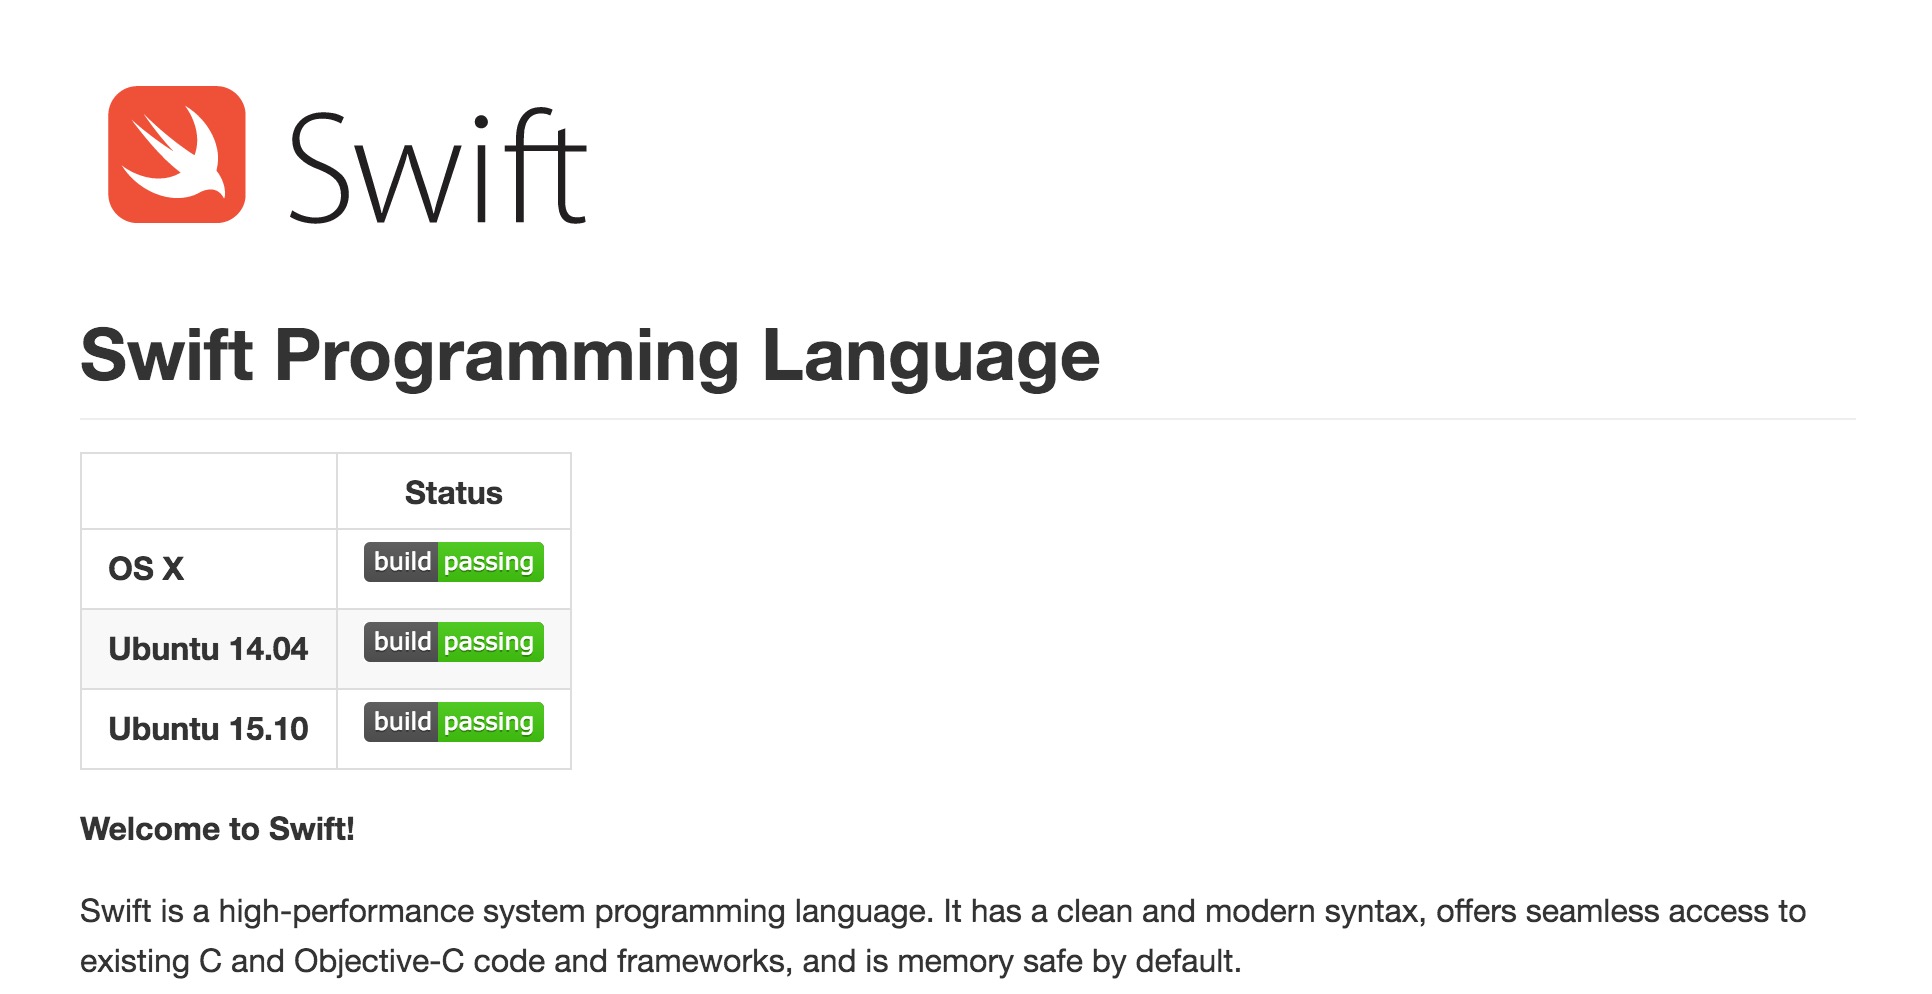 Swift
Swift Programming Language
Status
OS X build passing
Ubuntu 14.04 build passing
Ubuntu 15.10 build passing
Welcome to Swift!
Swift is a high-performance system programming language. It has a clean and modern syntax, offers seamless access to
existing C and Objective-C code and frameworks, and is memory safe by default.